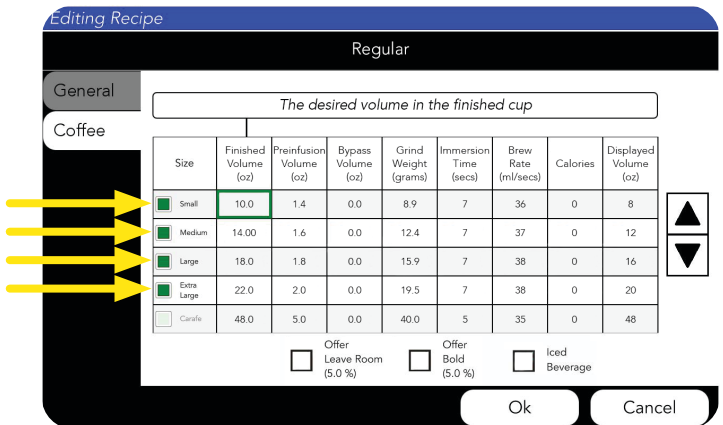 Editing Recipe
Regular
General
Coffee
The desired volume in the finished cup
Size
Finished
Volume
(oz)
Preinfusion
Volume
(oz)
Bypass
Volume
(oz)
Grind
Weight
(grams)
Immersion
Time
(secs)
Brew
Rate
(ml/secs)
Calories
Displayed
Volume
(oz)
Small 10.0 1.4 0.0 8.9 7 36 0 8
Medium 14.00 1.6 0.0 12.4 7 37 0 12
Large 18.0 1.8 0.0 15.9 7 38 0 16
Extra
Large 22.0 2.0 0.0 19.5 7 38 0 20
Carafe 48.0 5.0 0.0 40.0 5 35 0 48
Offer
Leave Room
(5.0 %)
Offer
Bold
(5.0 %)
Iced
Beverage
Ok
Cancel